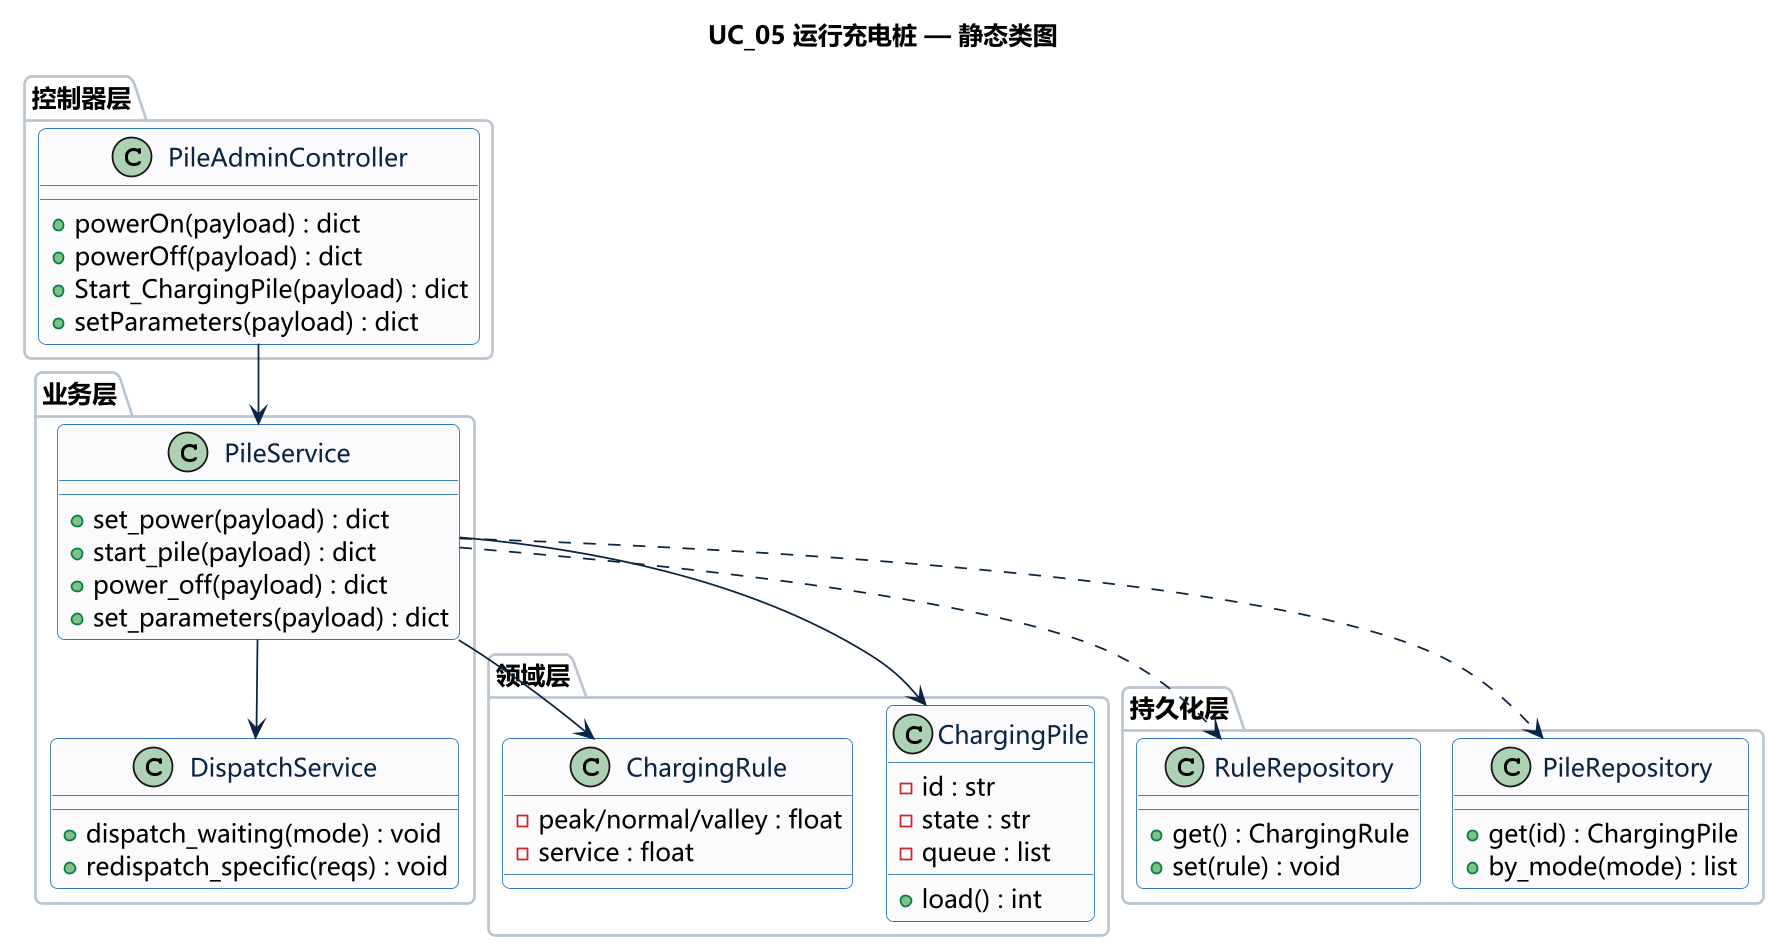 UC_05 运行充电桩 — 静态类图
控制器层
C PileAdminController
powerOn(payload) : dict
powerOff(payload) : dict
Start_ChargingPile(payload) : dict
setParameters(payload) : dict
业务层
C PileService
set_power(payload) : dict
start_pile(payload) : dict
power_off(payload) : dict
set_parameters(payload) : dict
C DispatchService
dispatch_waiting(mode) : void
redispatch_specific(reqs) : void
领域层
C ChargingRule
peak/normal/valley : float
service : float
C ChargingPile
id : str
state : str
queue : list
load() : int
持久化层
C RuleRepository
get() : ChargingRule
set(rule) : void
C PileRepository
get(id) : ChargingPile
by_mode(mode) : list